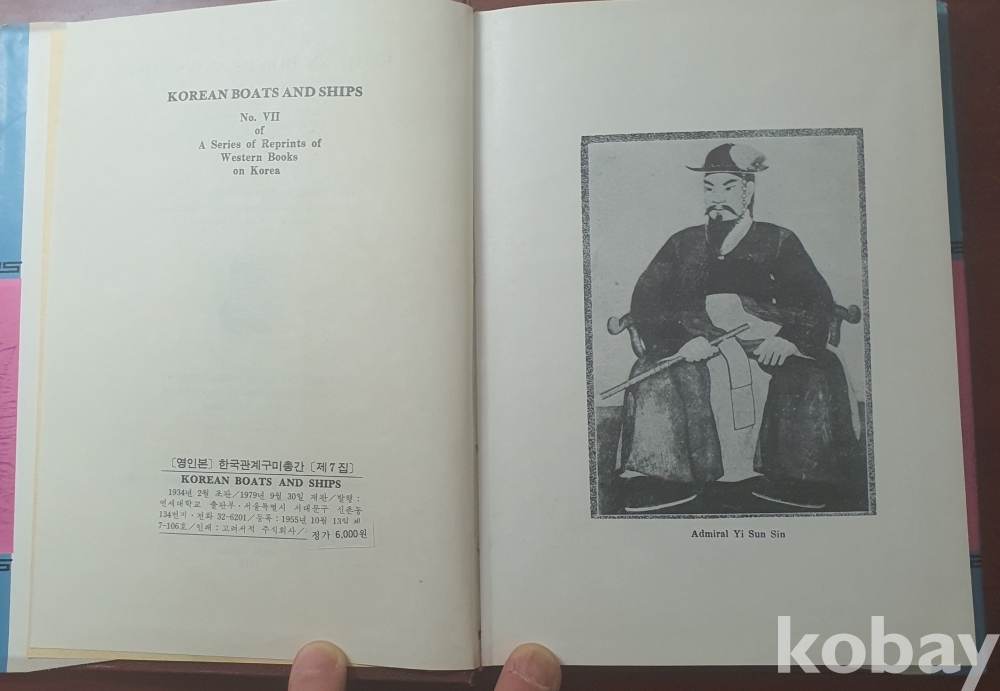 KOREAN BOATS AND SHIPS
No. VII
of
A Series of Reprints of
Western Books
on Korea
[영인본] 한국관계구미총간 [제 7 집]
KOREAN BOATS AND SHIPS
1934년 2월 초판/1979년 9월 30일 재판/발행 :
연세대학교 출판부·서울특별시 서대문구 신촌동
134번지·전화 32-6201/등록 : 1955년 10월 13일 제
7-106호/인쇄 : 고려서적 주식회사/ 정가 6,000원
Admiral Yi Sun Sin
kobay